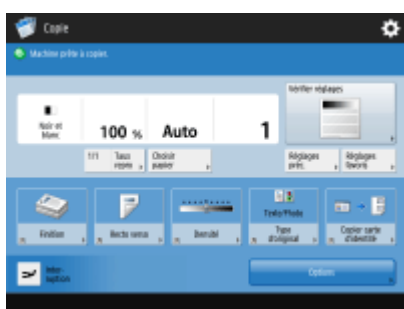 Copie
Machine prête à copier.
Vérifier réglages
Noir et
blanc
100 %
Auto
1
1/1
Taux
repro
Choisir
papier
Réglages
préc.
Réglages
favoris
Finition
Recto verso
Densité
Texte/Photo
Type
d'original
Copier carte
d'identité
Inter-
ruption
Options